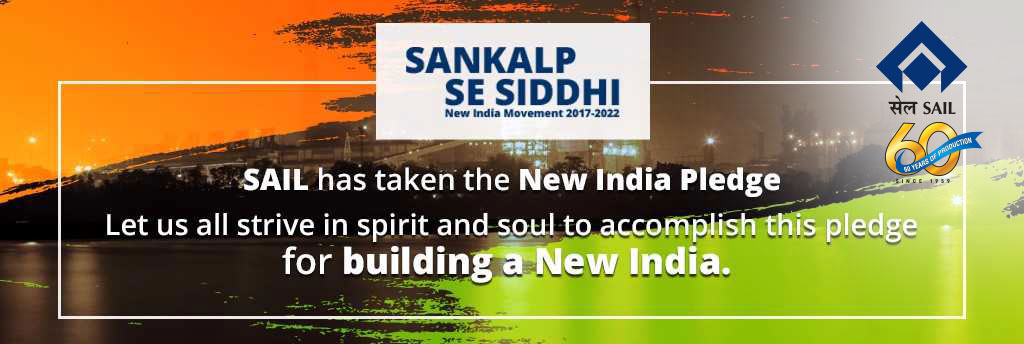 SANKALP
SE SIDDHI
New India Movement 2017-2022
सेल SAIL
60
60 YEARS OF PRODUCTION
SINCE 1959
SAIL has taken the New India Pledge
Let us all strive in spirit and soul to accomplish this pledge
for building a New India.